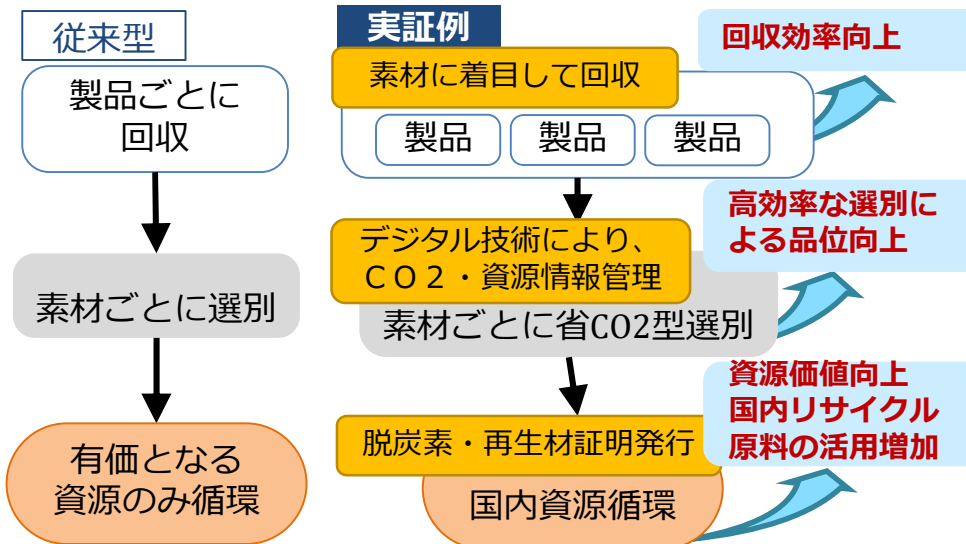 従来型
製品ごとに
回収
素材ごとに選別
有価となる
資源のみ循環
実証例
素材に着目して回収
製品 製品 製品
デジタル技術により、
ＣＯ２・資源情報管理
素材ごとに省CO2型選別
脱炭素・再生材証明発行
国内資源循環
回収効率向上
高効率な選別に
よる品位向上
資源価値向上
国内リサイクル
原料の活用増加